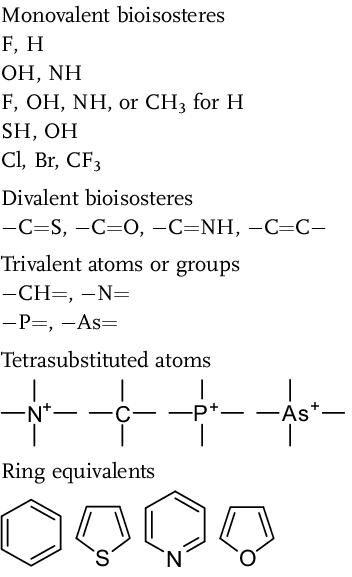 Monovalent bioisosteres
F, H
OH, NH
F, OH, NH, or CH₃ for H
SH, OH
Cl, Br, CF₃
Divalent bioisosteres
−C=S, −C=O, −C=NH, −C=C−
Trivalent atoms or groups
−CH=, −N=
−P=, −As=
Tetrasubstituted atoms
N⁺ C P⁺ As⁺
Ring equivalents
S N O